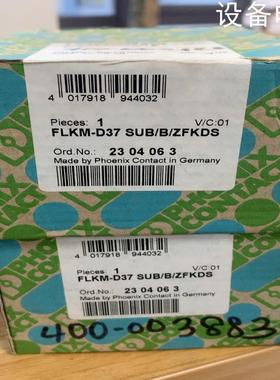 设备
4 017918 944032
Pieces: 1 V/C:01
FLKM-D37 SUB/B/ZFKDS
Ord.No.: 23 04 06 3
Made by Phoenix Contact in Germany
4 017918 944032
Pieces: 1 V/C:01
FLKM-D37 SUB/B/ZFKDS
Ord.No.: 23 04 06 3
Made by Phoenix Contact in Germany
400-003883